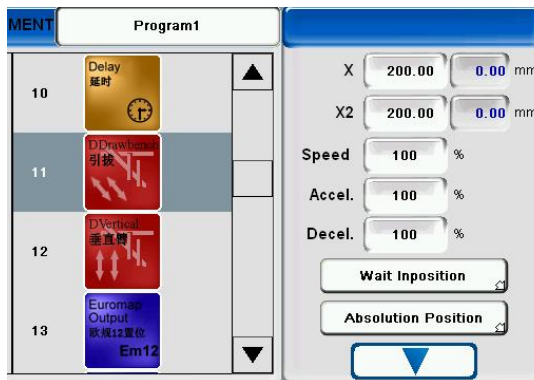 MENT
Program1
10
Delay
延时
11
DDrawbench
引拔
12
DVertical
垂直臂
13
Euromap
Output
欧规12置位
Em12
X 200.00 0.00 mm
X2 200.00 0.00 mm
Speed 100 %
Accel. 100 %
Decel. 100 %
Wait Inposition
Absolution Position